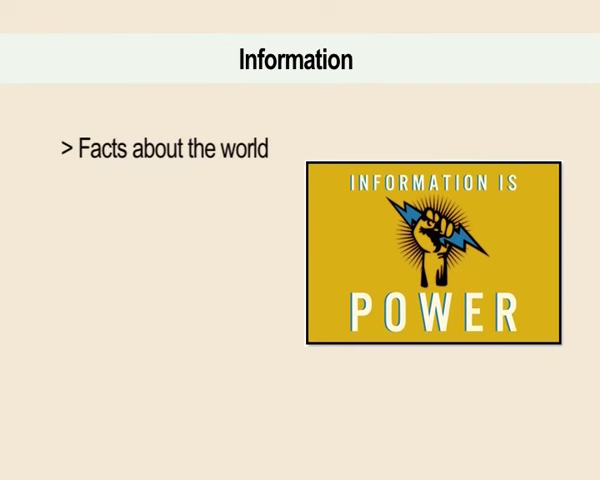 Information
> Facts about the world
INFORMATION IS
POWER